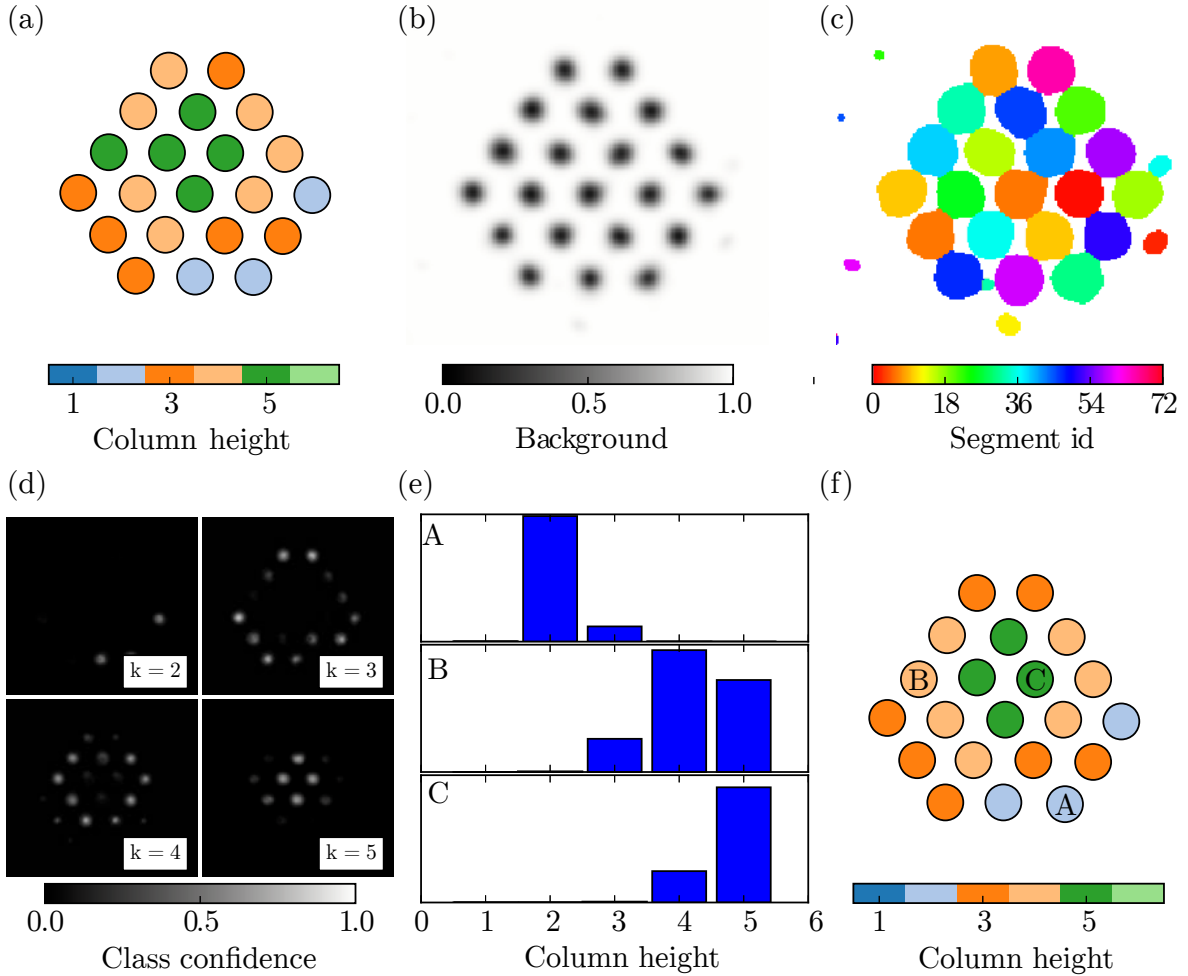 (a)
(b)
(c)
1 3 5
Column height
0.0 0.5 1.0
Background
0 18 36 54 72
Segment id
(d)
(e)
(f)
k = 2
k = 3
k = 4
k = 5
0.0 0.5 1.0
Class confidence
A
B
C
0 1 2 3 4 5 6
Column height
B
C
A
1 3 5
Column height